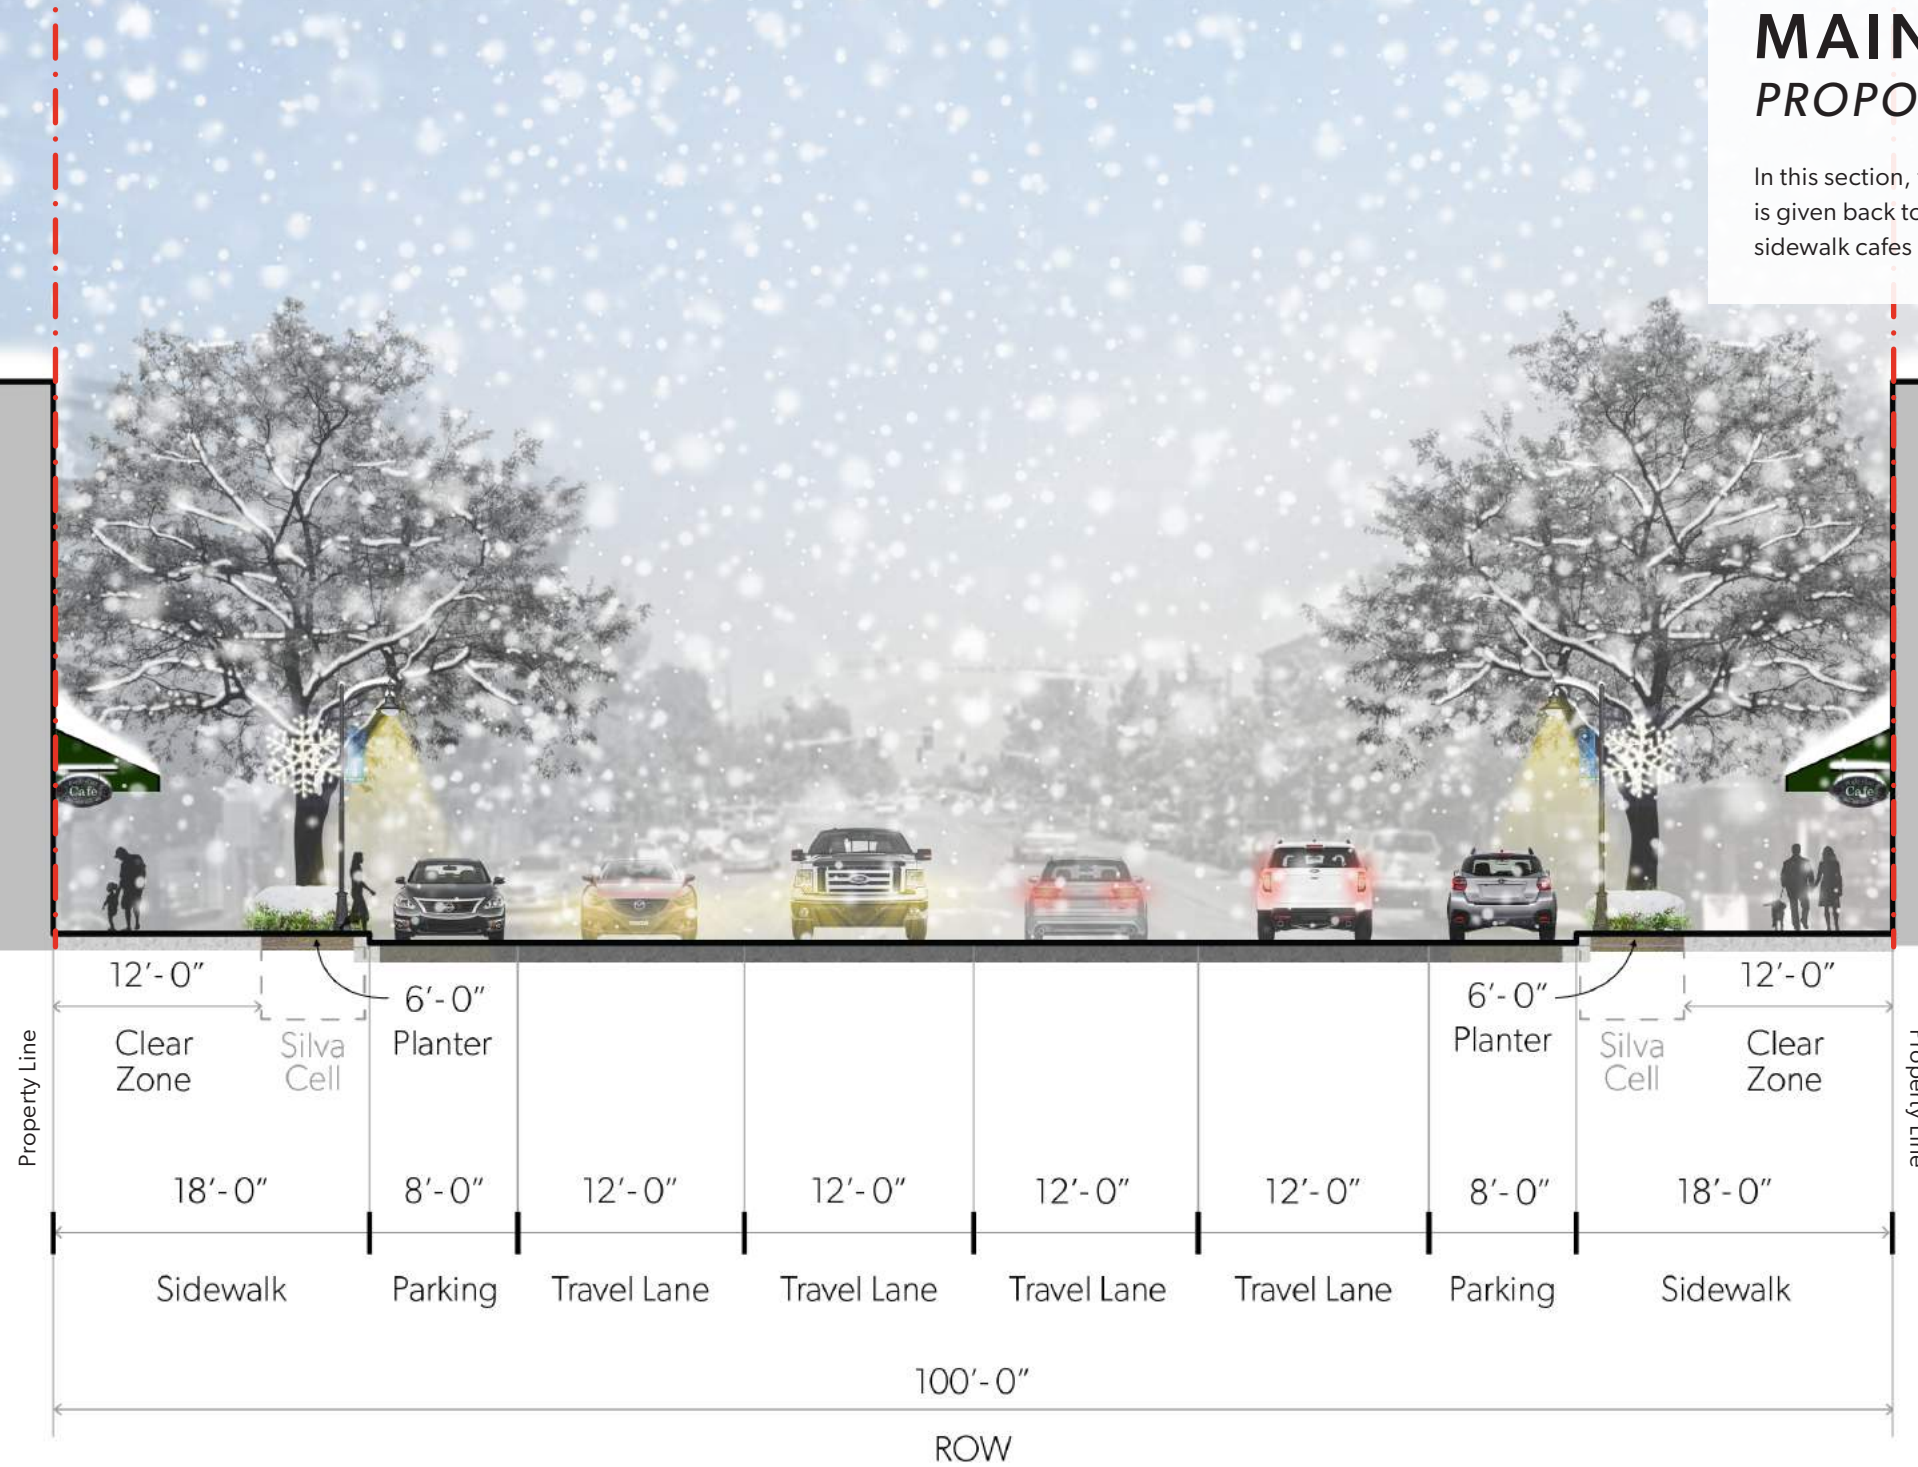 MAIN
PROPO
In this section,
is given back to
sidewalk cafes
Cafe
Cafe
12'-0"
6'-0"
6'-0"
12'-0"
Clear
Zone
Silva
Cell
Planter
Planter
Silva
Cell
Clear
Zone
Property Line
Property Line
18'-0" 8'-0" 12'-0" 12'-0" 12'-0" 12'-0" 8'-0" 18'-0"
Sidewalk Parking Travel Lane Travel Lane Travel Lane Travel Lane Parking Sidewalk
100'-0"
ROW